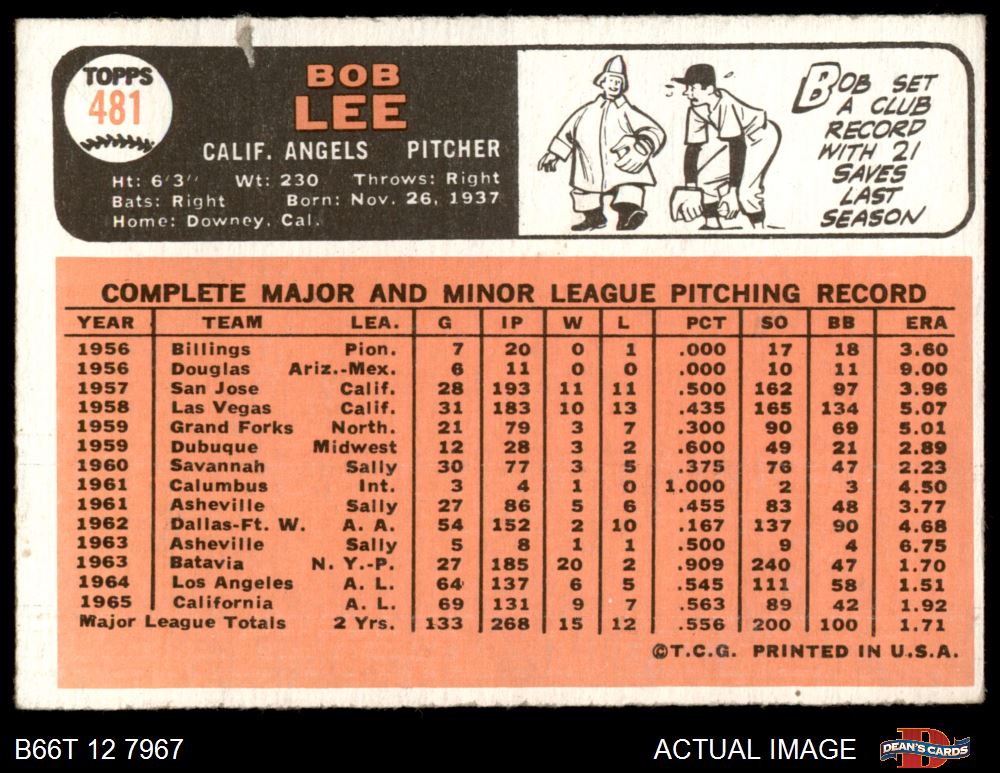 TOPPS
481
BOB
LEE
CALIF. ANGELS PITCHER
Ht: 6'3" Wt: 230 Throws: Right
Bats: Right Born: Nov. 26, 1937
Home: Downey, Cal.
BOB SET
A CLUB
RECORD
WITH 21
SAVES
LAST
SEASON
COMPLETE MAJOR AND MINOR LEAGUE PITCHING RECORD
YEAR TEAM LEA. G IP W L PCT SO BB ERA
1956 Billings Pion. 7 20 0 1 .000 17 18 3.60
1956 Douglas Ariz.-Mex. 6 11 0 0 .000 10 11 9.00
1957 San Jose Calif. 28 193 11 11 .500 162 97 3.96
1958 Las Vegas Calif. 31 183 10 13 .435 165 134 5.07
1959 Grand Forks North. 21 79 3 7 .300 90 69 5.01
1959 Dubuque Midwest 12 28 3 2 .600 49 21 2.89
1960 Savannah Sally 30 77 3 5 .375 76 47 2.23
1961 Calumbus Int. 3 4 1 0 1.000 2 3 4.50
1961 Asheville Sally 27 86 5 6 .455 83 48 3.77
1962 Dallas-Ft. W. A. A. 54 152 2 10 .167 137 90 4.68
1963 Asheville Sally 5 8 1 1 .500 9 4 6.75
1963 Batavia N. Y.-P. 27 185 20 2 .909 240 47 1.70
1964 Los Angeles A. L. 64 137 6 5 .545 111 58 1.51
1965 California A. L. 69 131 9 7 .563 89 42 1.92
Major League Totals 2 Yrs. 133 268 15 12 .556 200 100 1.71
©T.C.G. PRINTED IN U.S.A.
B66T 12 7967 ACTUAL IMAGE DEAN'S CARDS